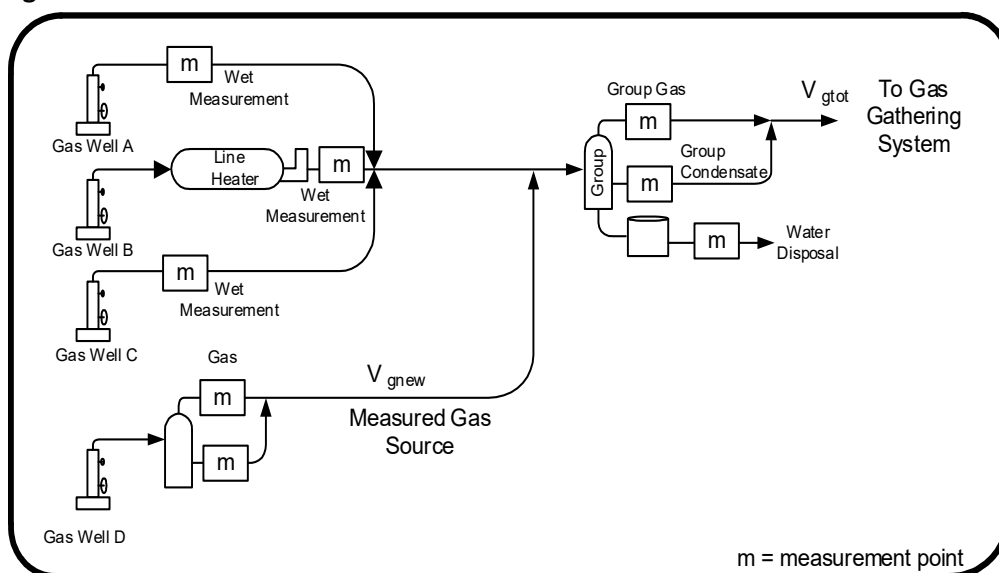 m
Wet
Measurement
Gas Well A
Line
Heater
m
Wet
Measurement
Gas Well B
m
Wet
Measurement
Gas Well C
Gas
m
m
V gnew
Measured Gas
Source
Gas Well D
Group
Group Gas
m
Group
Condensate
m
m
Water
Disposal
V gtot
To Gas
Gathering
System
m = measurement point